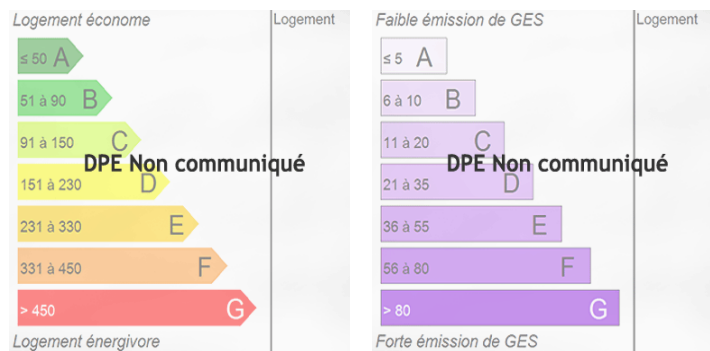 Logement économe
Logement
≤ 50 A
51 à 90 B
91 à 150 C
DPE Non communiqué
151 à 230 D
231 à 330 E
331 à 450 F
> 450 G
Logement énergivore
Faible émission de GES
Logement
≤ 5 A
6 à 10 B
11 à 20 C
DPE Non communiqué
21 à 35 D
36 à 55 E
56 à 80 F
> 80 G
Forte émission de GES